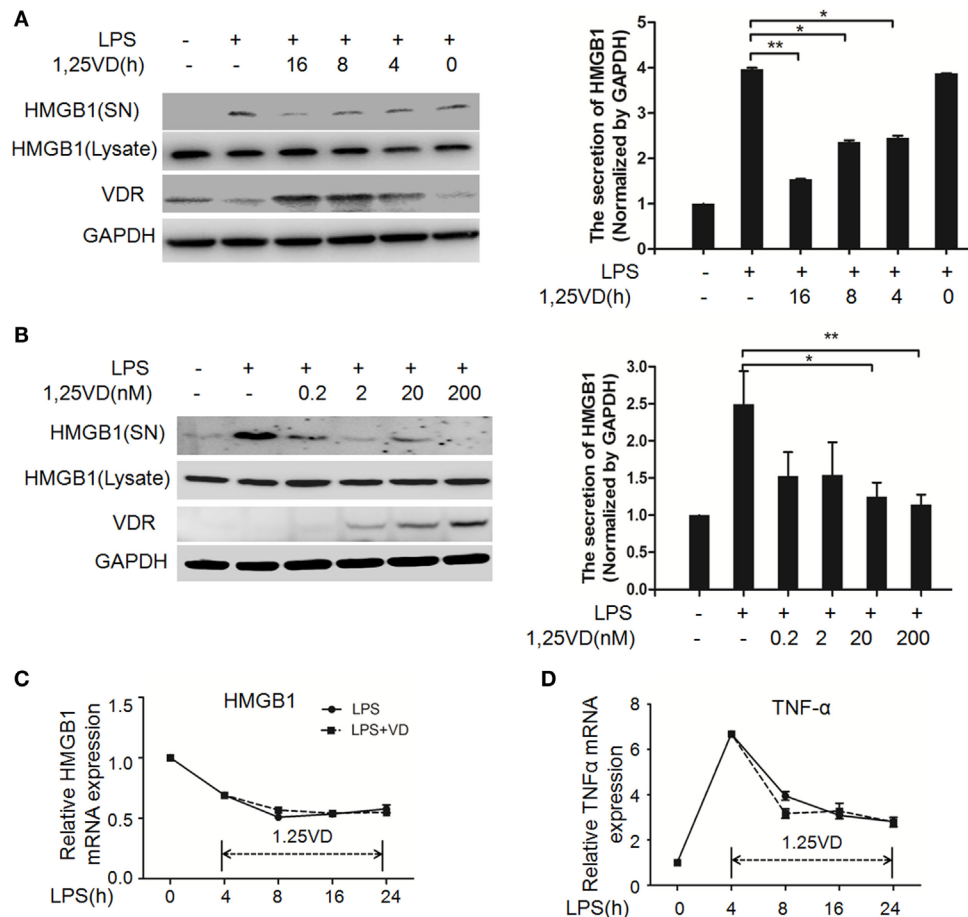 A
LPS - + + + + +
1,25VD(h) - - 16 8 4 0
HMGB1(SN)
HMGB1(Lysate)
VDR
GAPDH
The secretion of HMGB1
(Normalized by GAPDH)
5
4
3
2
1
0
*
*
**
LPS - + + + + +
1,25VD(h) - - 16 8 4 0
B
LPS - + + + + +
1,25VD(nM) - - 0.2 2 20 200
HMGB1(SN)
HMGB1(Lysate)
VDR
GAPDH
The secretion of HMGB1
(Normalized by GAPDH)
3.0
2.5
2.0
1.5
1.0
0.5
0.0
**
*
LPS - + + + + +
1,25VD(nM) - - 0.2 2 20 200
C
HMGB1
LPS
LPS+VD
Relative HMGB1
mRNA expression
1.5
1.0
0.5
0.0
1.25VD
LPS(h) 0 4 8 16 24
D
TNF-α
Relative TNFα mRNA
expression
8
6
4
2
0
1.25VD
LPS(h) 0 4 8 16 24